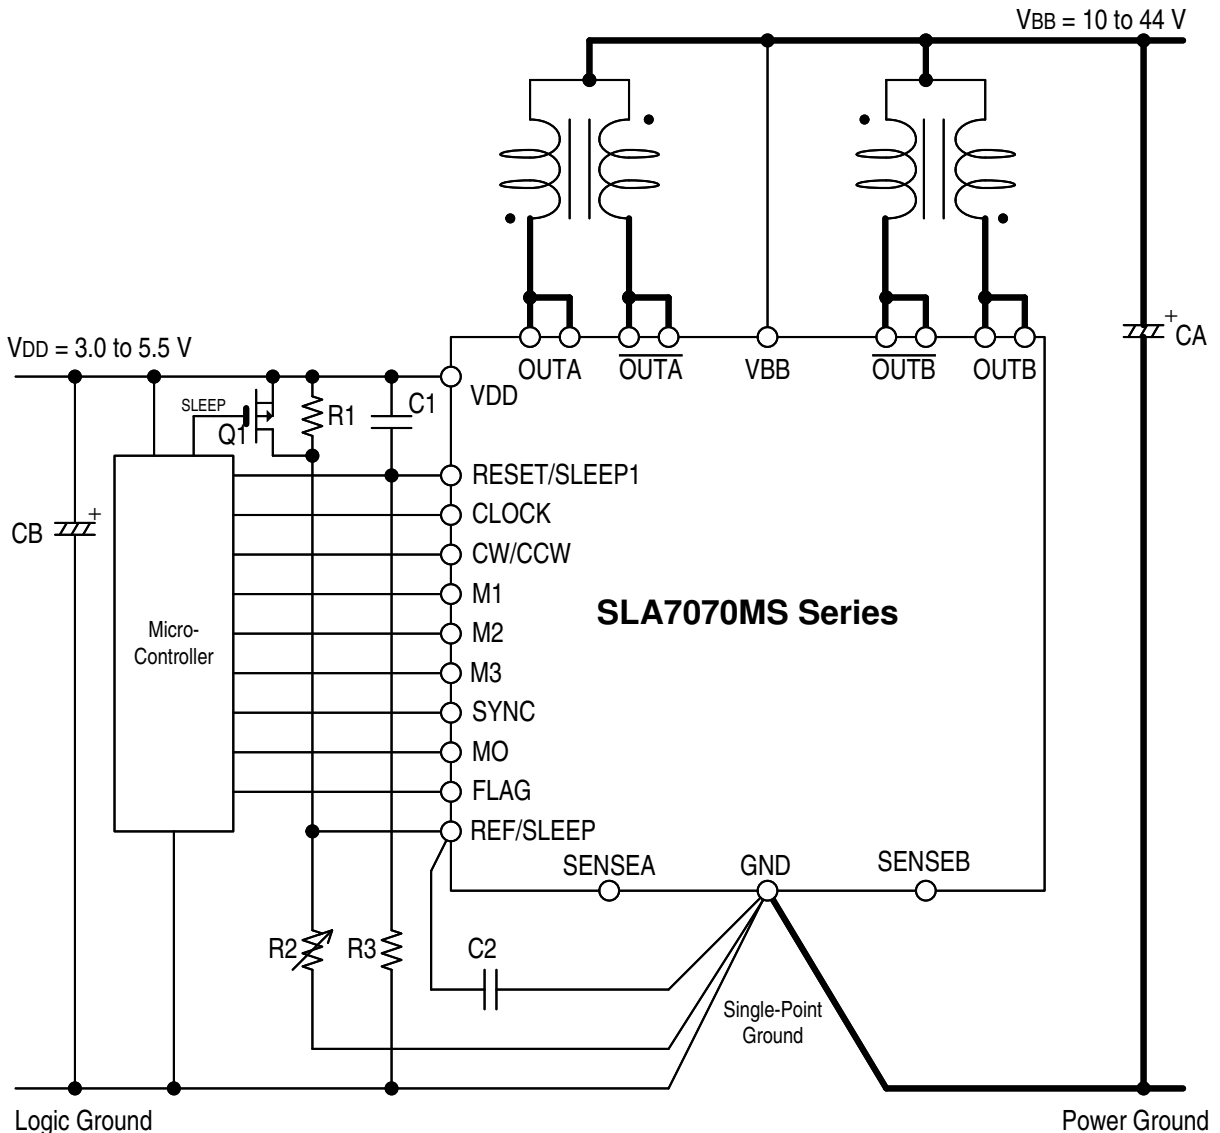 VBB = 10 to 44 V
+
CA
VDD = 3.0 to 5.5 V
OUTA
OUTA
VBB
OUTB
OUTB
VDD
SLEEP
Q1
R1
C1
RESET/SLEEP1
CLOCK
+
CB
CW/CCW
M1
SLA7070MS Series
Micro-
Controller
M2
M3
SYNC
MO
FLAG
REF/SLEEP
SENSEA
GND
SENSEB
R2
R3
C2
Single-Point
Ground
Logic Ground
Power Ground